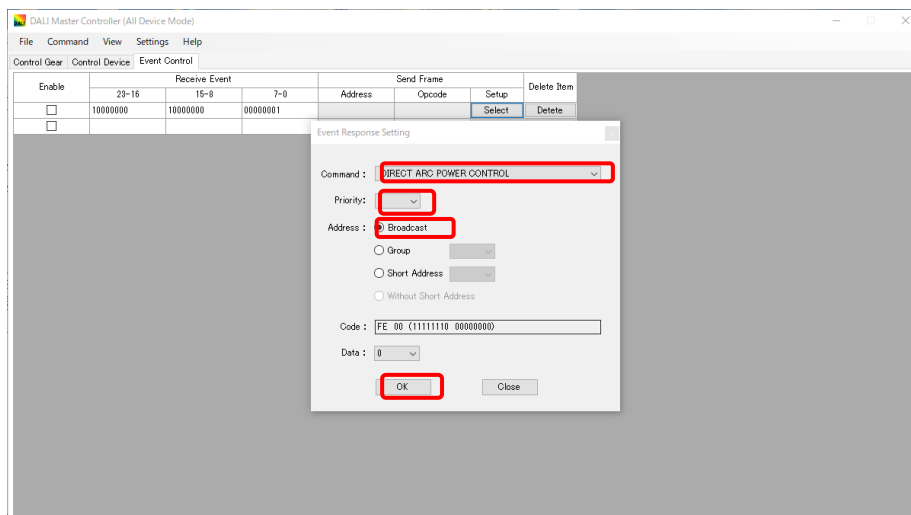 DALI Master Controller (All Device Mode)
File Command View Settings Help
Control Gear Control Device Event Control
Enable Receive Event Send Frame Delete Item
23-16 15-8 7-0 Address Opcode Setup
10000000 10000000 00000001 Select Detete
Event Response Setting
Command : DIRECT ARC POWER CONTROL
Priority:
Address : Broadcast
Group
Short Address
Without Short Address
Code : FE 00 (11111110 00000000)
Data : 0
OK Close